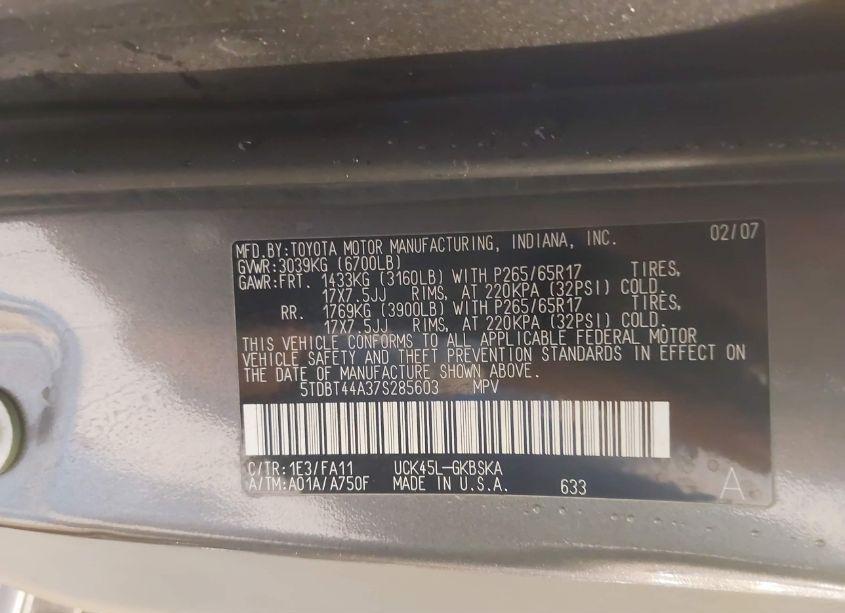 MFD.BY:TOYOTA MOTOR MANUFACTURING, INDIANA, INC. 02/07
GVWR:3039KG (6700LB)
GAWR:FRT. 1433KG (3160LB) WITH P265/65R17 TIRES,
17X7.5JJ RIMS, AT 220KPA (32PSI) COLD.
RR. 1769KG (3900LB) WITH P265/65R17 TIRES,
17X7.5JJ RIMS, AT 220KPA (32PSI) COLD.
THIS VEHICLE CONFORMS TO ALL APPLICABLE FEDERAL MOTOR
VEHICLE SAFETY AND THEFT PREVENTION STANDARDS IN EFFECT ON
THE DATE OF MANUFACTURE SHOWN ABOVE.
5TDBT44A37S285603 MPV
C/TR:1E3/FA11 UCK45L-GKBSKA
A/TM:A01A/A750F MADE IN U.S.A. 633 A